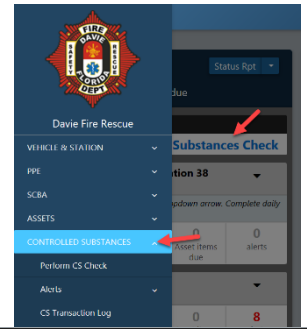 FIRE
DAVIE
SAFETY
RESCUE
FLORIDA
DEPT
Status Rpt
due
Davie Fire Rescue
VEHICLE & STATION
Substances Check
PPE
tion 38
SCBA
pdown arrow. Complete daily
ASSETS
CONTROLLED SUBSTANCES
0 0
Asset items alerts
due
Perform CS Check
Alerts
CS Transaction Log
0 8